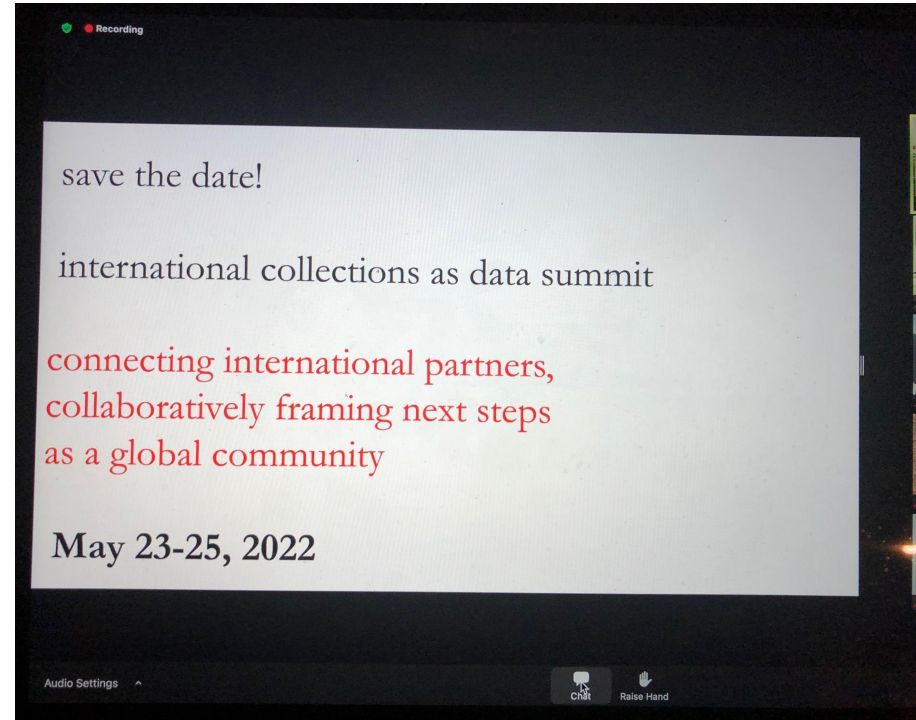 Recording
save the date!
international collections as data summit
connecting international partners,
collaboratively framing next steps
as a global community
May 23-25, 2022
Audio Settings
Chat
Raise Hand